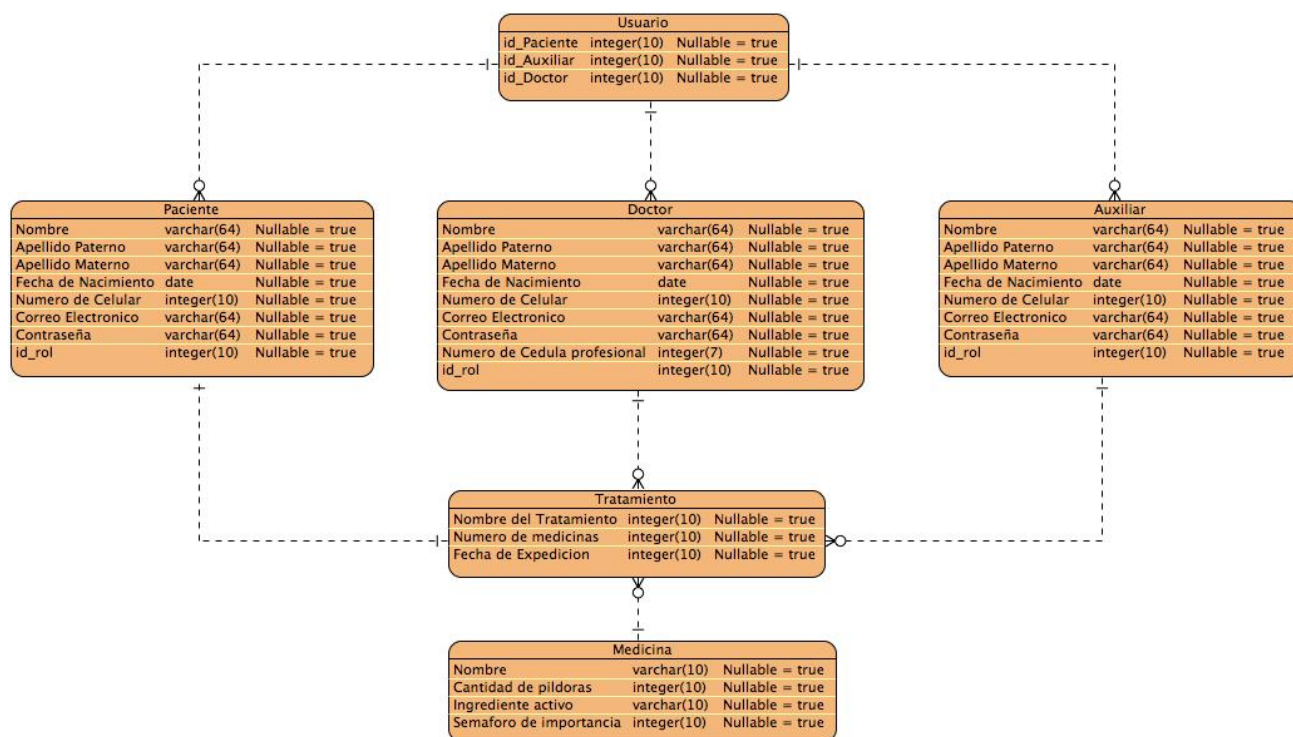 Usuario
id_Paciente integer(10) Nullable = true
id_Auxiliar integer(10) Nullable = true
id_Doctor integer(10) Nullable = true
Paciente
Nombre varchar(64) Nullable = true
Apellido Paterno varchar(64) Nullable = true
Apellido Materno varchar(64) Nullable = true
Fecha de Nacimiento date Nullable = true
Numero de Celular integer(10) Nullable = true
Correo Electronico varchar(64) Nullable = true
Contraseña varchar(64) Nullable = true
id_rol integer(10) Nullable = true
Doctor
Nombre varchar(64) Nullable = true
Apellido Paterno varchar(64) Nullable = true
Apellido Materno varchar(64) Nullable = true
Fecha de Nacimiento date Nullable = true
Numero de Celular integer(10) Nullable = true
Correo Electronico varchar(64) Nullable = true
Contraseña varchar(64) Nullable = true
Numero de Cedula profesional integer(7) Nullable = true
id_rol integer(10) Nullable = true
Auxiliar
Nombre varchar(64) Nullable = true
Apellido Paterno varchar(64) Nullable = true
Apellido Materno varchar(64) Nullable = true
Fecha de Nacimiento date Nullable = true
Numero de Celular integer(10) Nullable = true
Correo Electronico varchar(64) Nullable = true
Contraseña varchar(64) Nullable = true
id_rol integer(10) Nullable = true
Tratamiento
Nombre del Tratamiento integer(10) Nullable = true
Numero de medicinas integer(10) Nullable = true
Fecha de Expedicion integer(10) Nullable = true
Medicina
Nombre varchar(10) Nullable = true
Cantidad de pildoras integer(10) Nullable = true
Ingrediente activo varchar(10) Nullable = true
Semaforo de importancia integer(10) Nullable = true